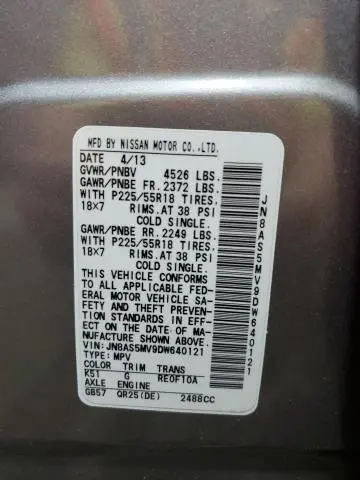 MFD BY NISSAN MOTOR CO.,LTD.
DATE 4/13
GVWR/PNBV 4526 LBS.
GAWR/PNBE FR. 2372 LBS.
WITH P225/55R18 TIRES,
18X7 RIMS.AT 38 PSI
COLD SINGLE.
GAWR/PNBE RR. 2249 LBS.
WITH P225/55R18 TIRES,
18X7 RIMS.AT 38 PSI
COLD SINGLE.
THIS VEHICLE CONFORMS
TO ALL APPLICABLE FED-
ERAL MOTOR VEHICLE SA-
FETY AND THEFT PREVEN-
TION STANDARDS IN EFF-
ECT ON THE DATE OF MA-
NUFACTURE SHOWN ABOVE.
VIN:JN8AS5MV9DW640121
TYPE: MPV
COLOR TRIM TRANS
K51 G RE0F10A
AXLE ENGINE
GB57 QR25(DE) 2488CC
JN8AS5MV9DW640121